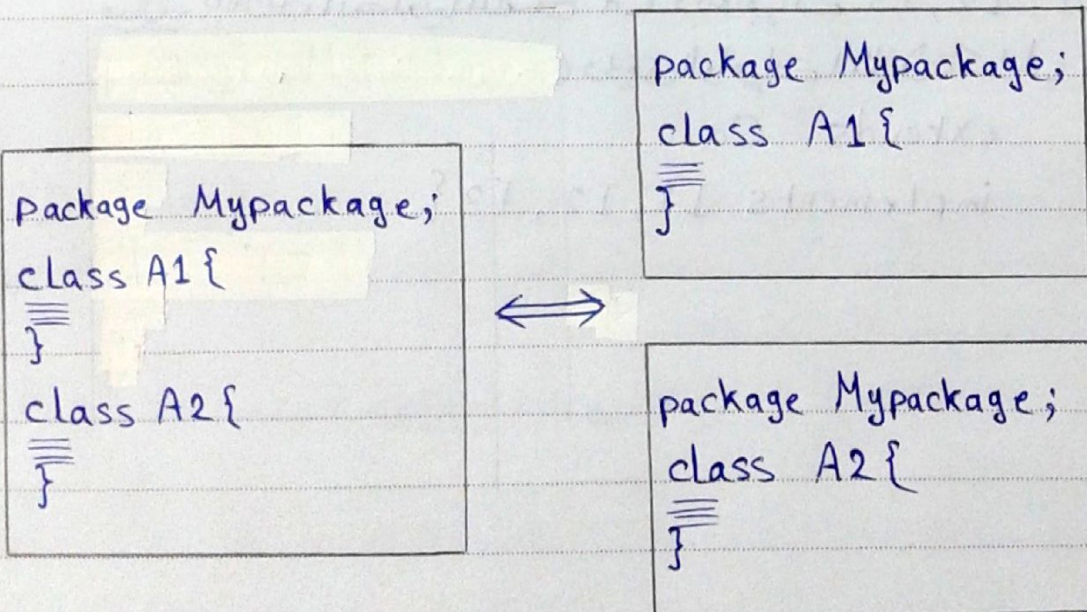 package Mypackage;
class A1 {
}
class A2 {
}
package Mypackage;
class A1 {
}
package Mypackage;
class A2 {
}